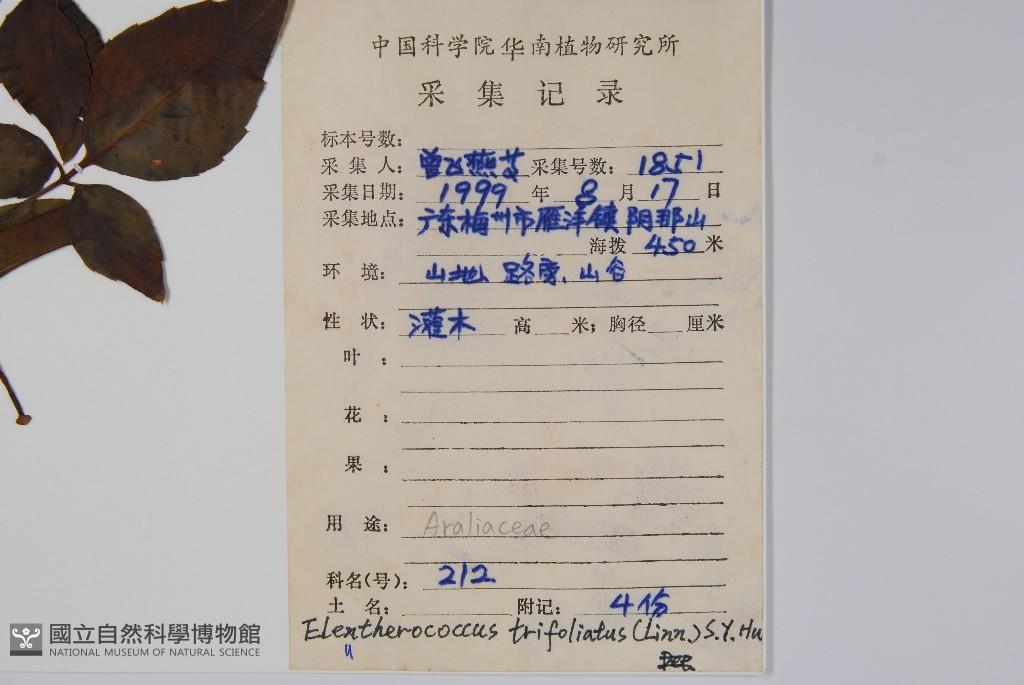 中国科学院华南植物研究所
采集记录
标本号数:
采集人: 曾飞燕等 采集号数: 1851
采集日期: 1999 年 8 月 17 日
采集地点: 广东梅州市雁洋镇阴那山
海拨 450 米
环境: 山地路旁、山谷
性状: 灌木 高 米; 胸径 厘米
叶:
花:
果:
用途: Araliaceae
科名(号): 212
土名: 附记: 4份
Elentherococcus trifoliatus (Linn.) S.Y. Hu
u
國立自然科學博物館
NATIONAL MUSEUM OF NATURAL SCIENCE